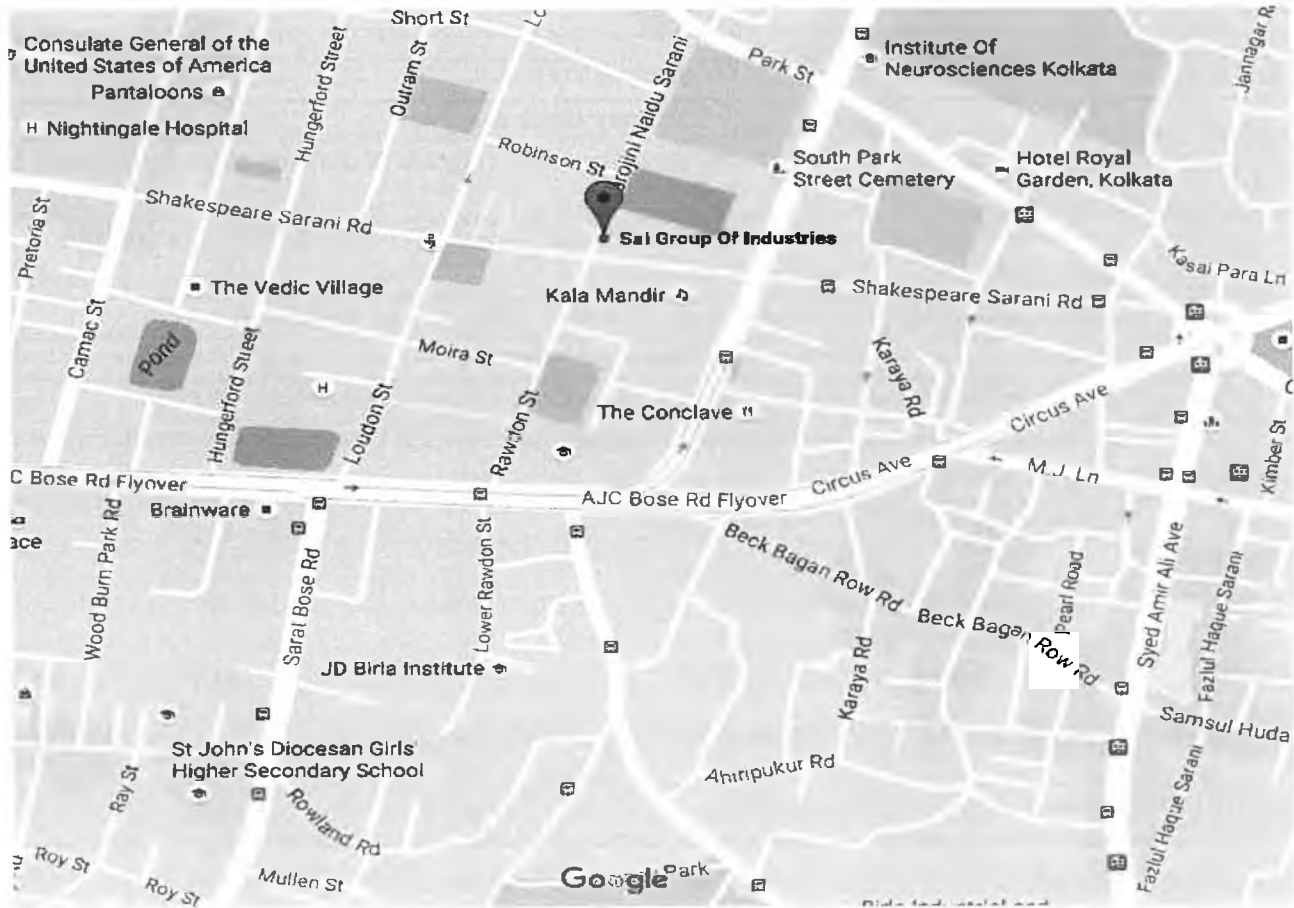 Short St
Consulate General of the
United States of America
Pantaloons
H Nightingale Hospital
Hungerford Street
Outram St
Park St
Institute Of
Neurosciences Kolkata
Robinson St
arojini Naidu Sarani
South Park
Street Cemetery
Hotel Royal
Garden, Kolkata
Pretoria St
Shakespeare Sarani Rd
Sai Group Of Industries
Kasai Para Ln
The Vedic Village
Kala Mandir
Shakespeare Sarani Rd
Camac St
Pond
Hungerford Street
Moira St
H
Loudon St
Rawdon St
The Conclave
Karaya Rd
Circus Ave
Kimber St
C Bose Rd Flyover
AJC Bose Rd Flyover
Circus Ave
M.J. Ln
Brainware
ace
Wood Burn Park Rd
Sarat Bose Rd
Lower Rawdon St
Beck Bagan Row Rd
Beck Bagan Row Rd
Pearl Road
Syed Amir Ali Ave
Fazlul Haque Sarani
JD Birla Institute
Karaya Rd
Samsul Huda
St John's Diocesan Girls'
Higher Secondary School
Ray St
Rowland Rd
Ahiripukur Rd
Fazlul Haque Sarani
Roy St
Roy St
Mullen St
Google
Park